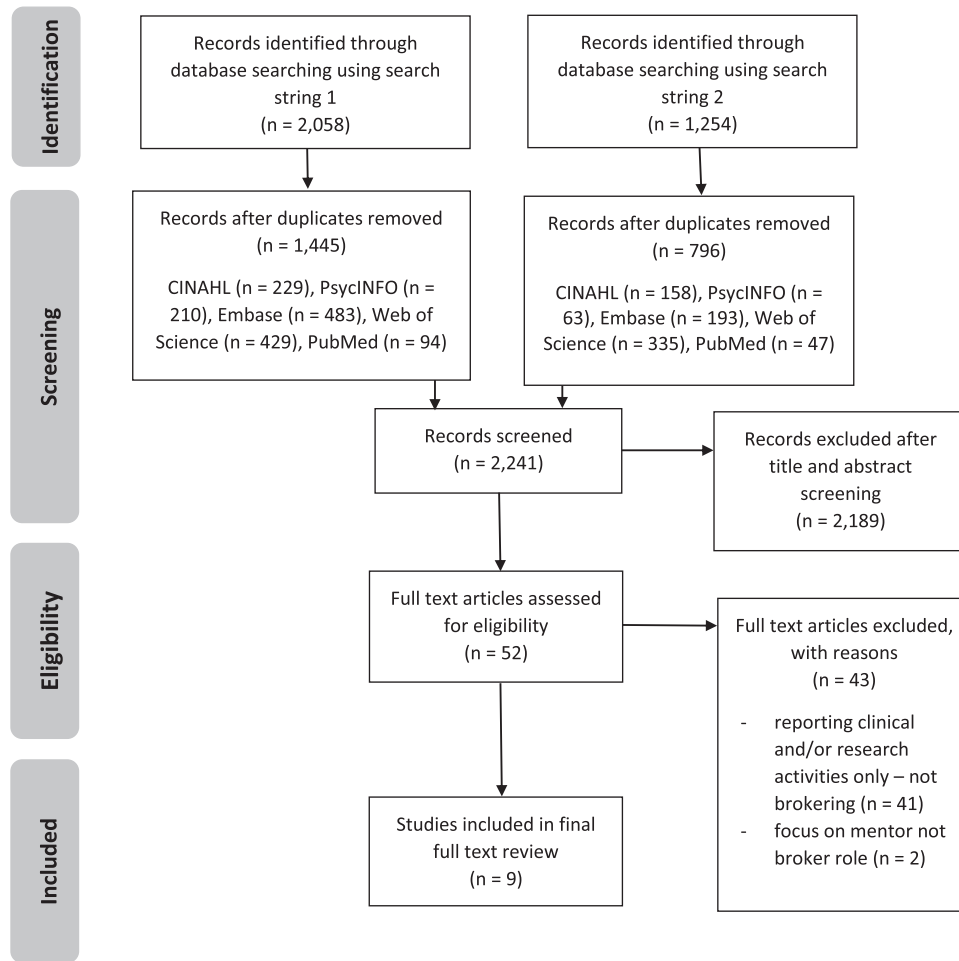 Identification
Records identified through
database searching using search
string 1
(n = 2,058)
Records identified through
database searching using search
string 2
(n = 1,254)
Screening
Records after duplicates removed
(n = 1,445)
CINAHL (n = 229), PsycINFO (n =
210), Embase (n = 483), Web of
Science (n = 429), PubMed (n = 94)
Records after duplicates removed
(n = 796)
CINAHL (n = 158), PsycINFO (n =
63), Embase (n = 193), Web of
Science (n = 335), PubMed (n = 47)
Records screened
(n = 2,241)
Records excluded after
title and abstract
screening
(n = 2,189)
Eligibility
Full text articles assessed
for eligibility
(n = 52)
Full text articles excluded,
with reasons
(n = 43)
- reporting clinical
and/or research
activities only – not
brokering (n = 41)
- focus on mentor not
broker role (n = 2)
Included
Studies included in final
full text review
(n = 9)